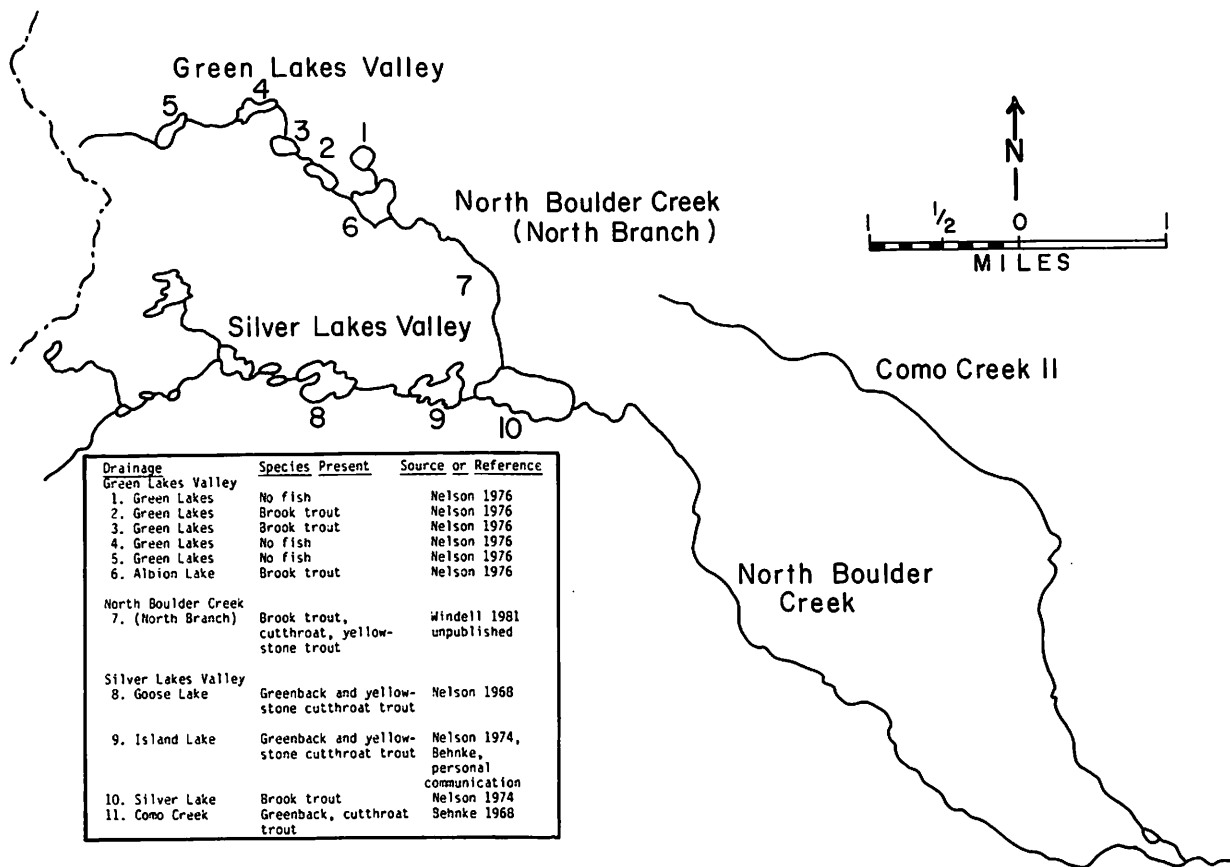 Green Lakes Valley
4
5
3
2
1
6
North Boulder Creek
(North Branch)
7
N
1 1/2 0 1
MILES
Silver Lakes Valley
8
9
10
Como Creek II
North Boulder
Creek
Drainage Species Present Source or Reference
Green Lakes Valley
1. Green Lakes No fish Nelson 1976
2. Green Lakes Brook trout Nelson 1976
3. Green Lakes Brook trout Nelson 1976
4. Green Lakes No fish Nelson 1976
5. Green Lakes No fish Nelson 1976
6. Albion Lake Brook trout Nelson 1976
North Boulder Creek
7. (North Branch) Brook trout, Windell 1981
cutthroat, yellow- unpublished
stone trout
Silver Lakes Valley
8. Goose Lake Greenback and yellow- Nelson 1968
stone cutthroat trout
9. Island Lake Greenback and yellow- Nelson 1974,
stone cutthroat trout Behnke,
personal
communication
10. Silver Lake Brook trout Nelson 1974
11. Como Creek Greenback, cutthroat Behnke 1968
trout